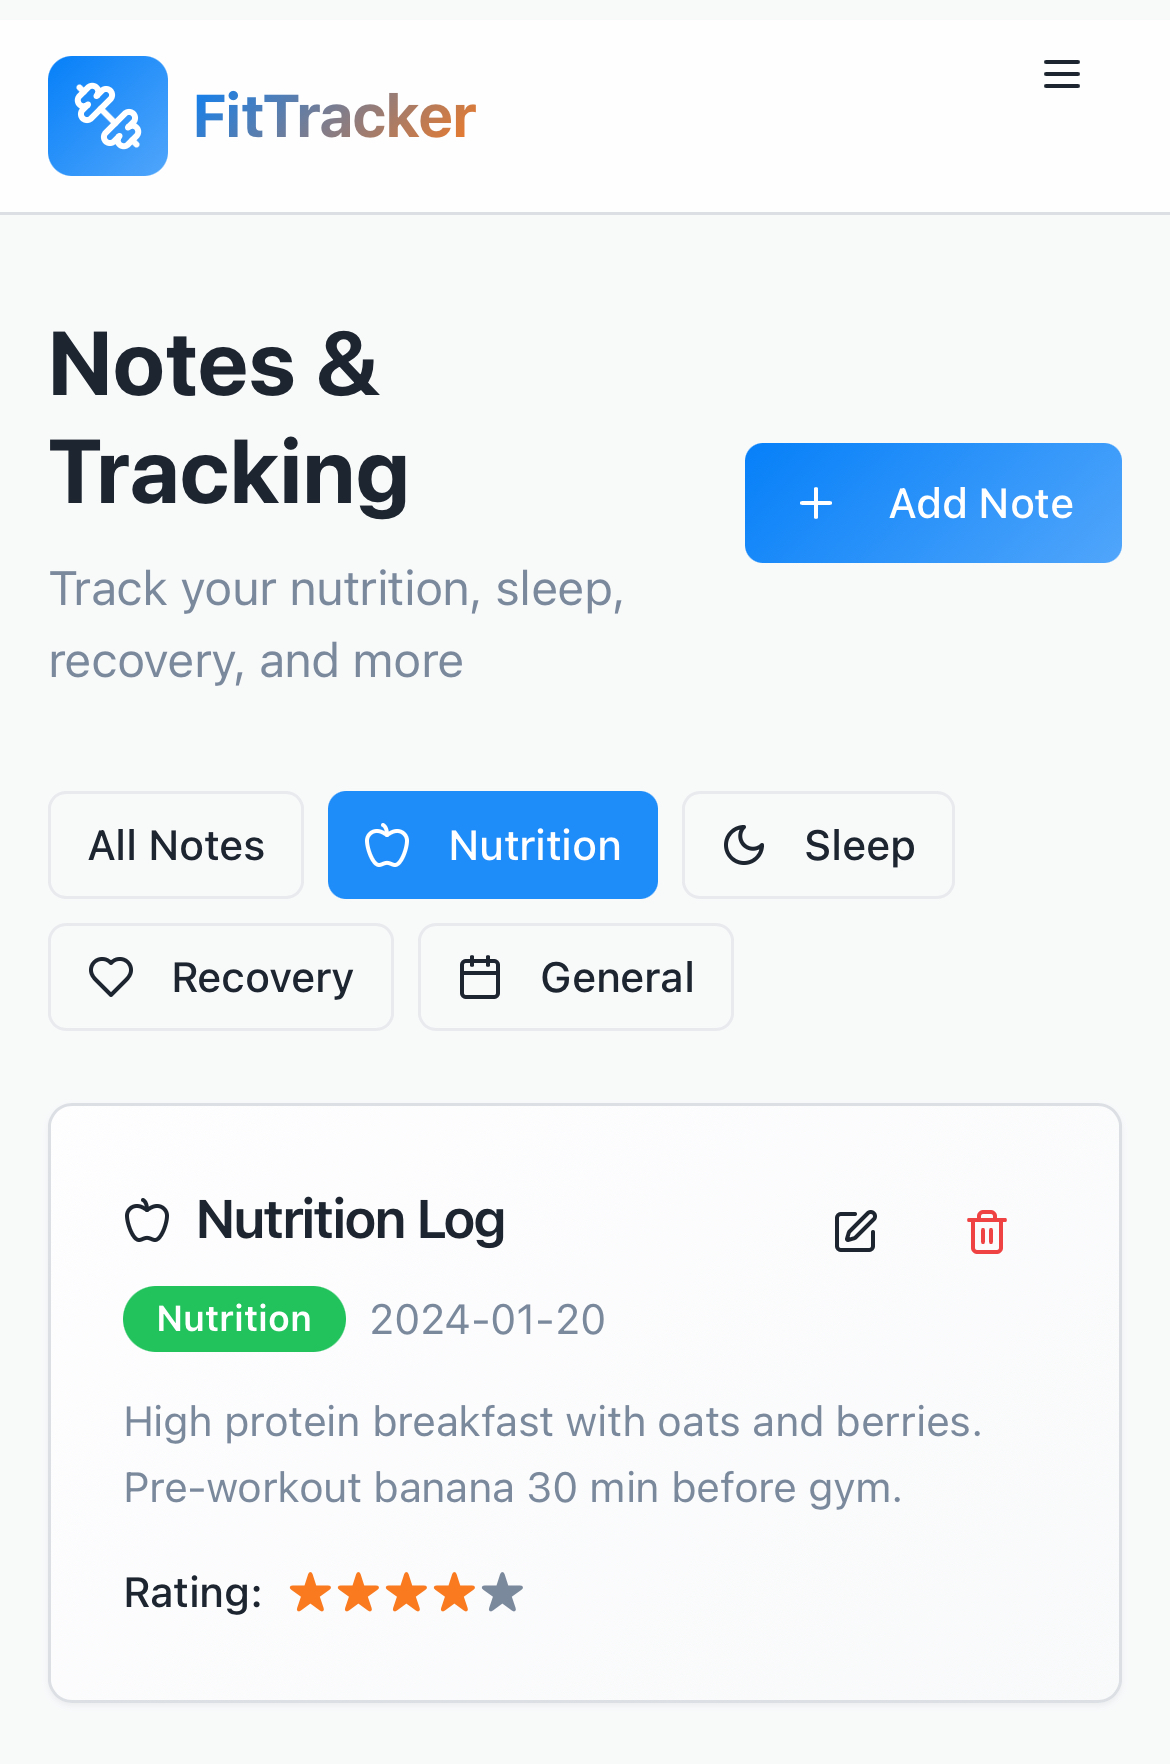 FitTracker
Notes &
Tracking
Add Note
Track your nutrition, sleep,
recovery, and more
All Notes
Nutrition
Sleep
Recovery
General
Nutrition Log
Nutrition
2024-01-20
High protein breakfast with oats and berries.
Pre-workout banana 30 min before gym.
Rating: